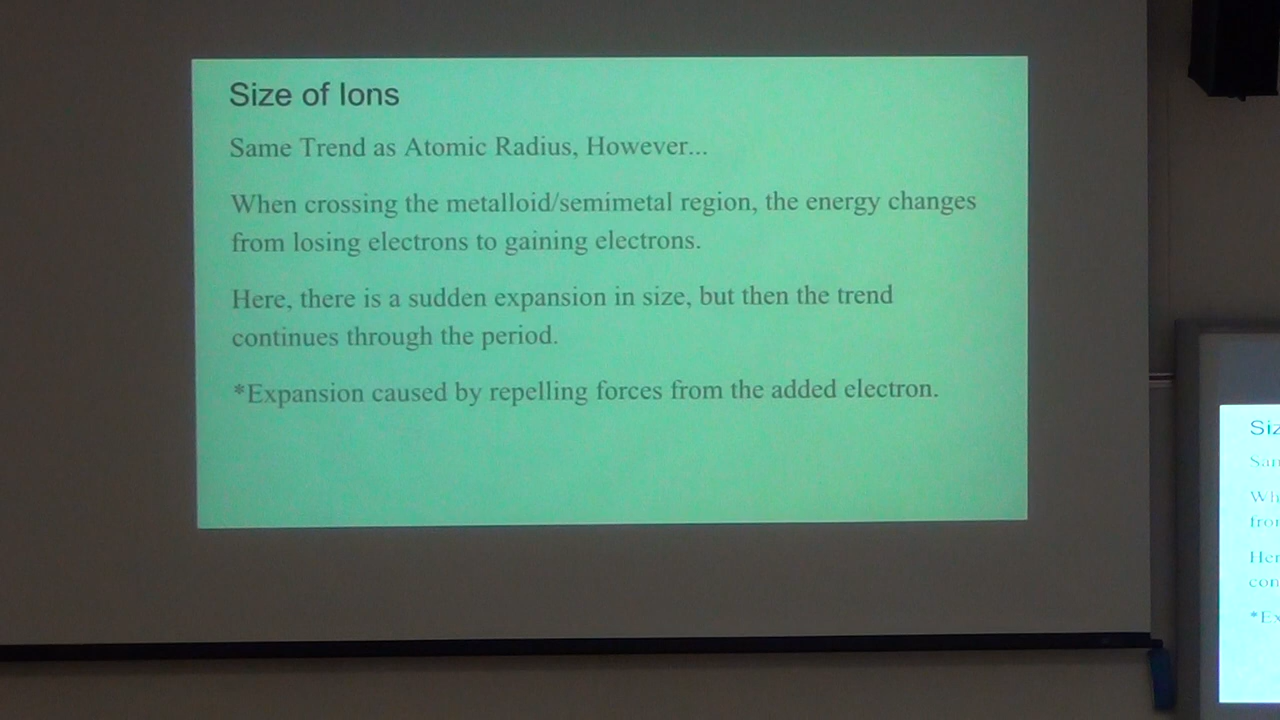 Size of Ions
Same Trend as Atomic Radius, However...
When crossing the metalloid/semimetal region, the energy changes
from losing electrons to gaining electrons.
Here, there is a sudden expansion in size, but then the trend
continues through the period.
*Expansion caused by repelling forces from the added electron.